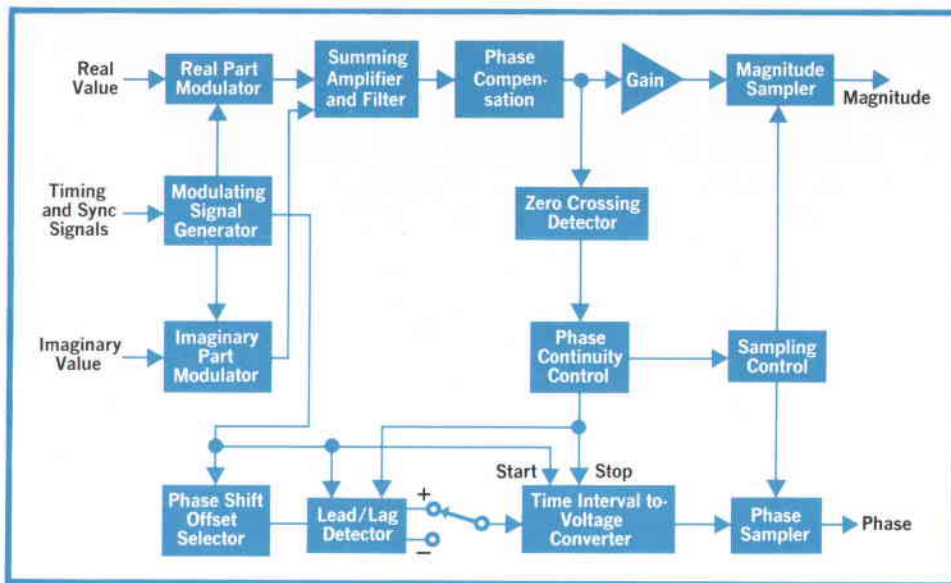 Real
Value
Real Part
Modulator
Summing
Amplifier
and Filter
Phase
Compen-
sation
Gain
Magnitude
Sampler
Magnitude
Timing
and Sync
Signals
Modulating
Signal
Generator
Zero Crossing
Detector
Imaginary
Value
Imaginary
Part
Modulator
Phase
Continuity
Control
Sampling
Control
Start
Stop
Phase Shift
Offset
Selector
Lead/Lag
Detector
+
−
Time Interval to-
Voltage
Converter
Phase
Sampler
Phase